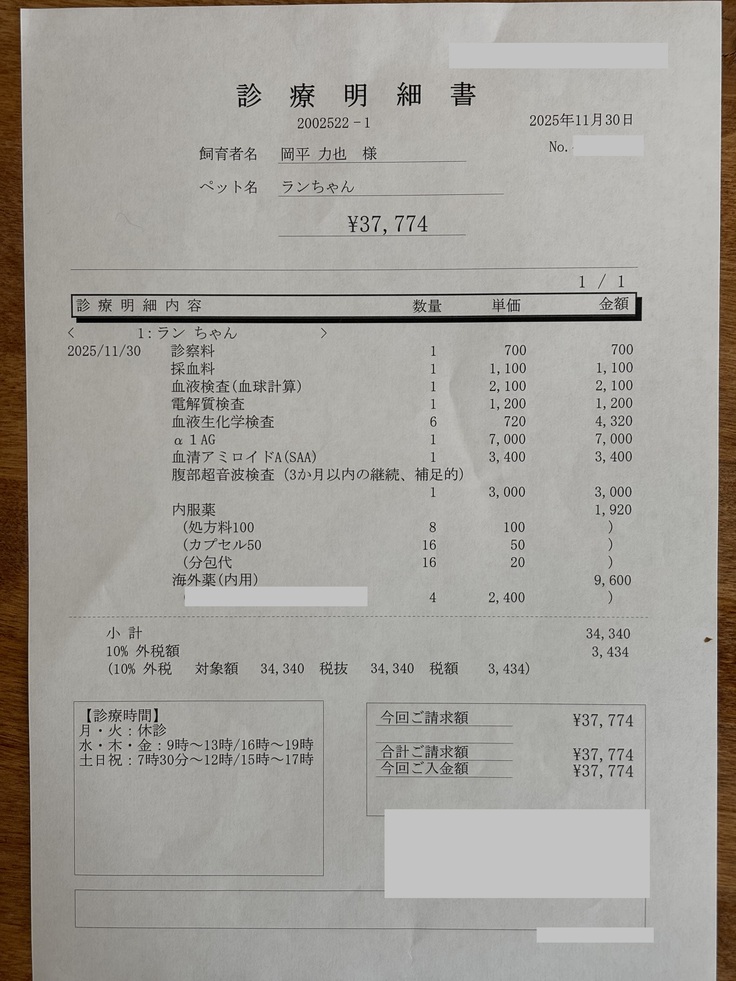 診療明細書
2002522-1
2025年11月30日
No.
飼育者名 岡平 力也 様
ペット名 ランちゃん
¥37,774
1 / 1
診療明細内容 数量 単価 金額
< 1:ラン ちゃん >
2025/11/30 診察料 1 700 700
採血料 1 1,100 1,100
血液検査(血球計算) 1 2,100 2,100
電解質検査 1 1,200 1,200
血液生化学検査 6 720 4,320
α1AG 1 7,000 7,000
血清アミロイドA(SAA) 1 3,400 3,400
腹部超音波検査(3か月以内の継続、補足的)
1 3,000 3,000
内服薬 1,920
(処方料100 8 100 )
(カプセル50 16 50 )
(分包代 16 20 )
海外薬(内用) 9,600
4 2,400 )
小 計 34,340
10% 外税額 3,434
(10% 外税 対象額 34,340 税抜 34,340 税額 3,434)
【診療時間】
月・火：休診
水・木・金：9時～13時/16時～19時
土日祝：7時30分～12時/15時～17時
今回ご請求額 ¥37,774
合計ご請求額 ¥37,774
今回ご入金額 ¥37,774